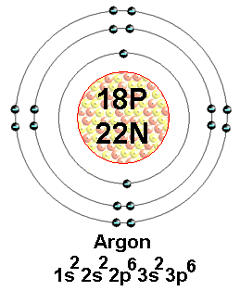 18P
22N
Argon
1s² 2s² 2p⁶ 3s² 3p⁶